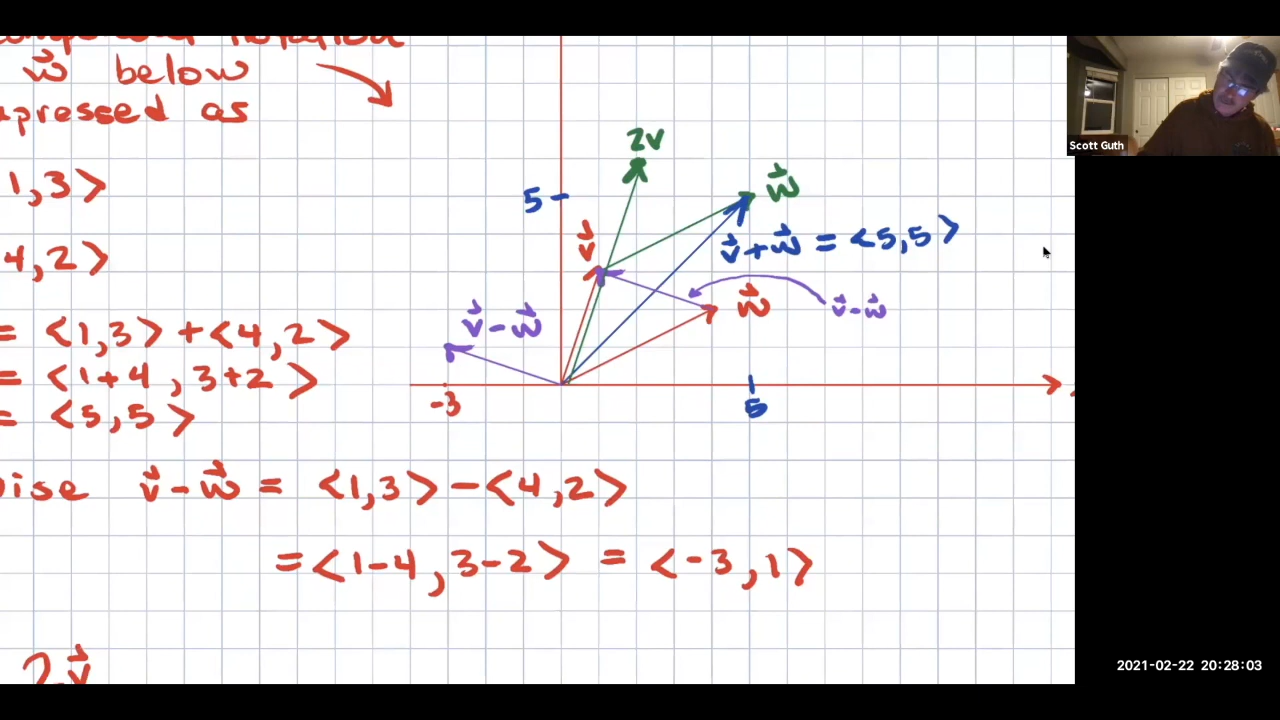 w⃗ below
pressed as
1,3>
4,2>
= <1,3> + <4,2>
= <1+4, 3+2>
= <5,5>
v⃗ - w⃗ = <1,3> - <4,2>
= <1-4, 3-2> = <-3,1>
2v⃗
2v
5
w⃗
v⃗
v⃗ + w⃗ = <5,5>
w⃗
v⃗ - w⃗
v⃗ - w⃗
-3
5
Scott Guth
2021-02-22 20:28:03